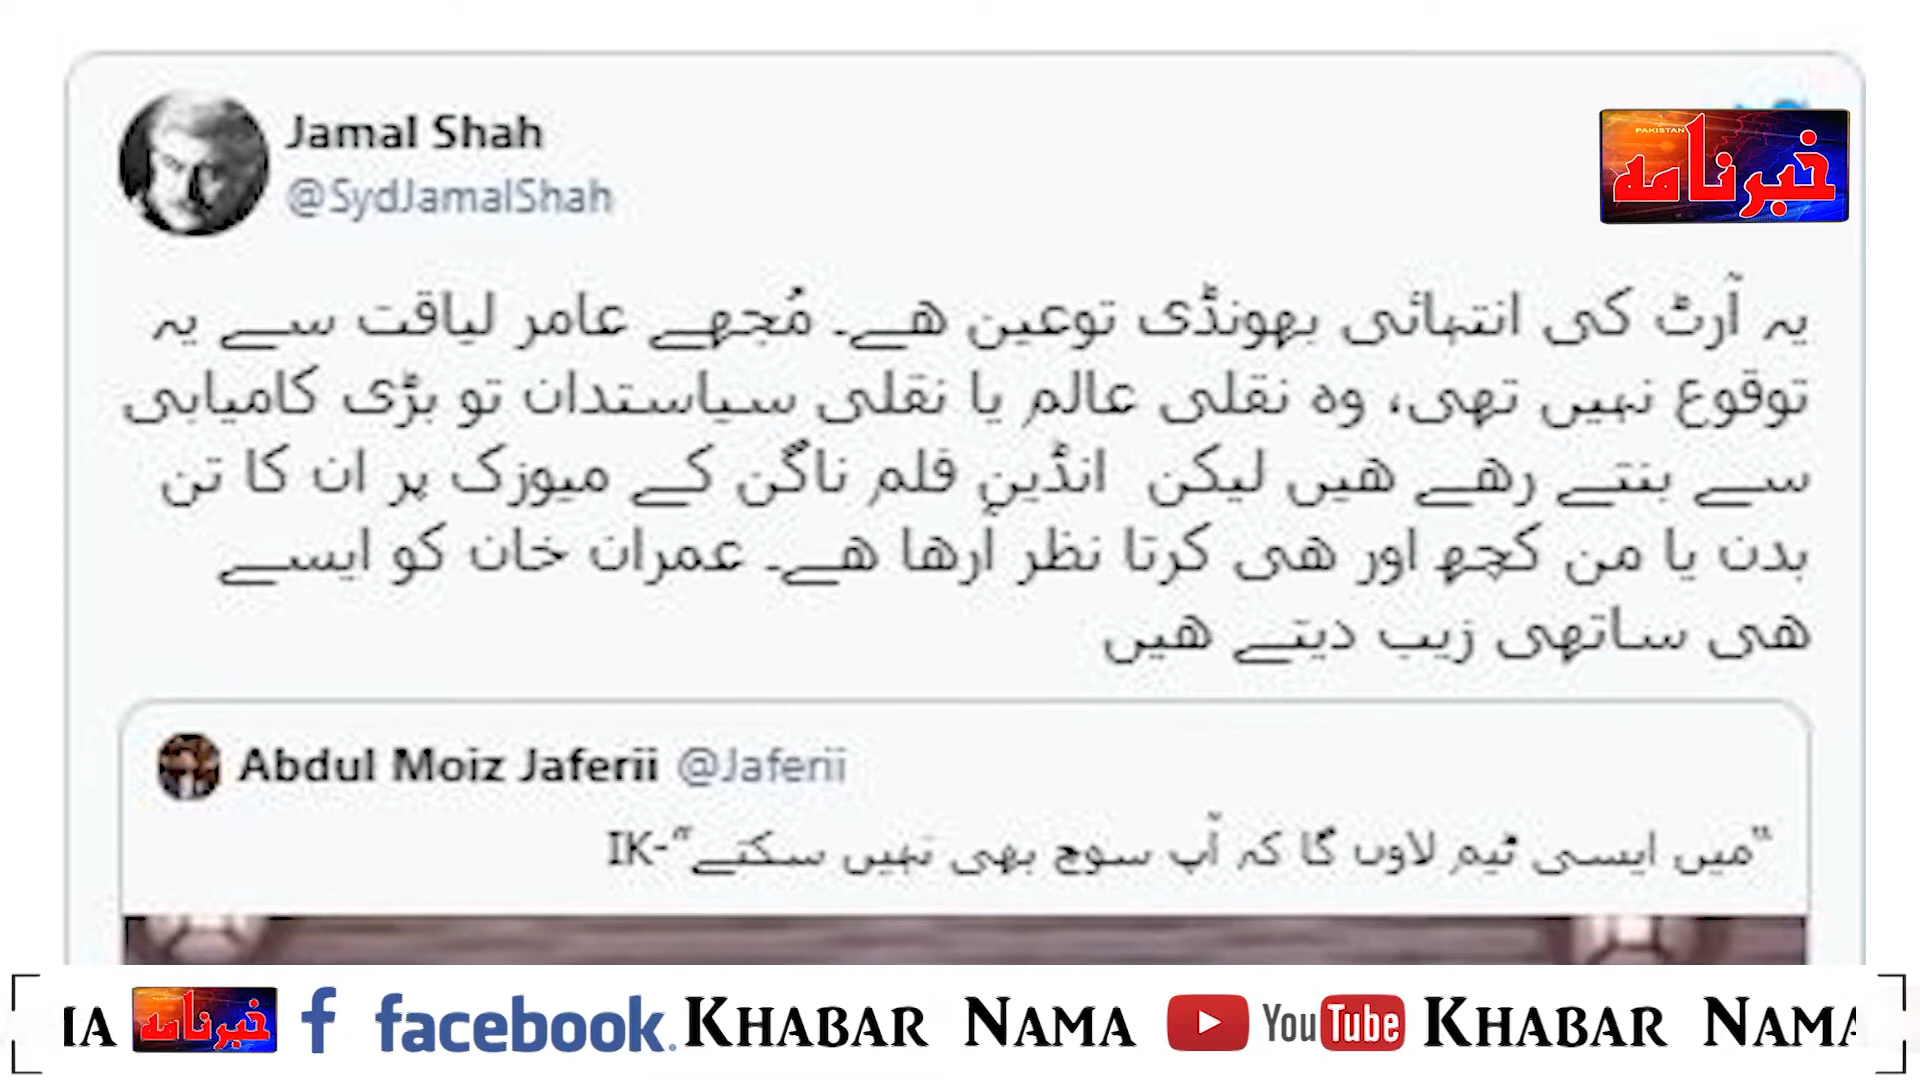 Jamal Shah
@SydJamalShah
PAKISTAN
خبرنامہ
یہ آرٹ کی انتہائی بھونڈی توعین ھے۔ مُجھے عامر لیاقت سے یہ
توقوع نہیں تھی، وہ نقلی عالم یا نقلی سیاستدان تو بڑی کامیابی
سے بنتے رھے ھیں لیکن انڈین فلم ناگن کے میوزک پر ان کا تن
بدن یا من کچھ اور ھی کرتا نظر آرھا ھے۔ عمران خان کو ایسے
ھی ساتھی زیب دیتے ھیں
Abdul Moiz Jaferii @Jaferii
“میں ایسی ٹیم لاوں گا کہ آپ سوچ بھی نہیں سکتے“-IK
MA خبرنامہ f facebook. KHABAR NAMA YouTube KHABAR NAMA